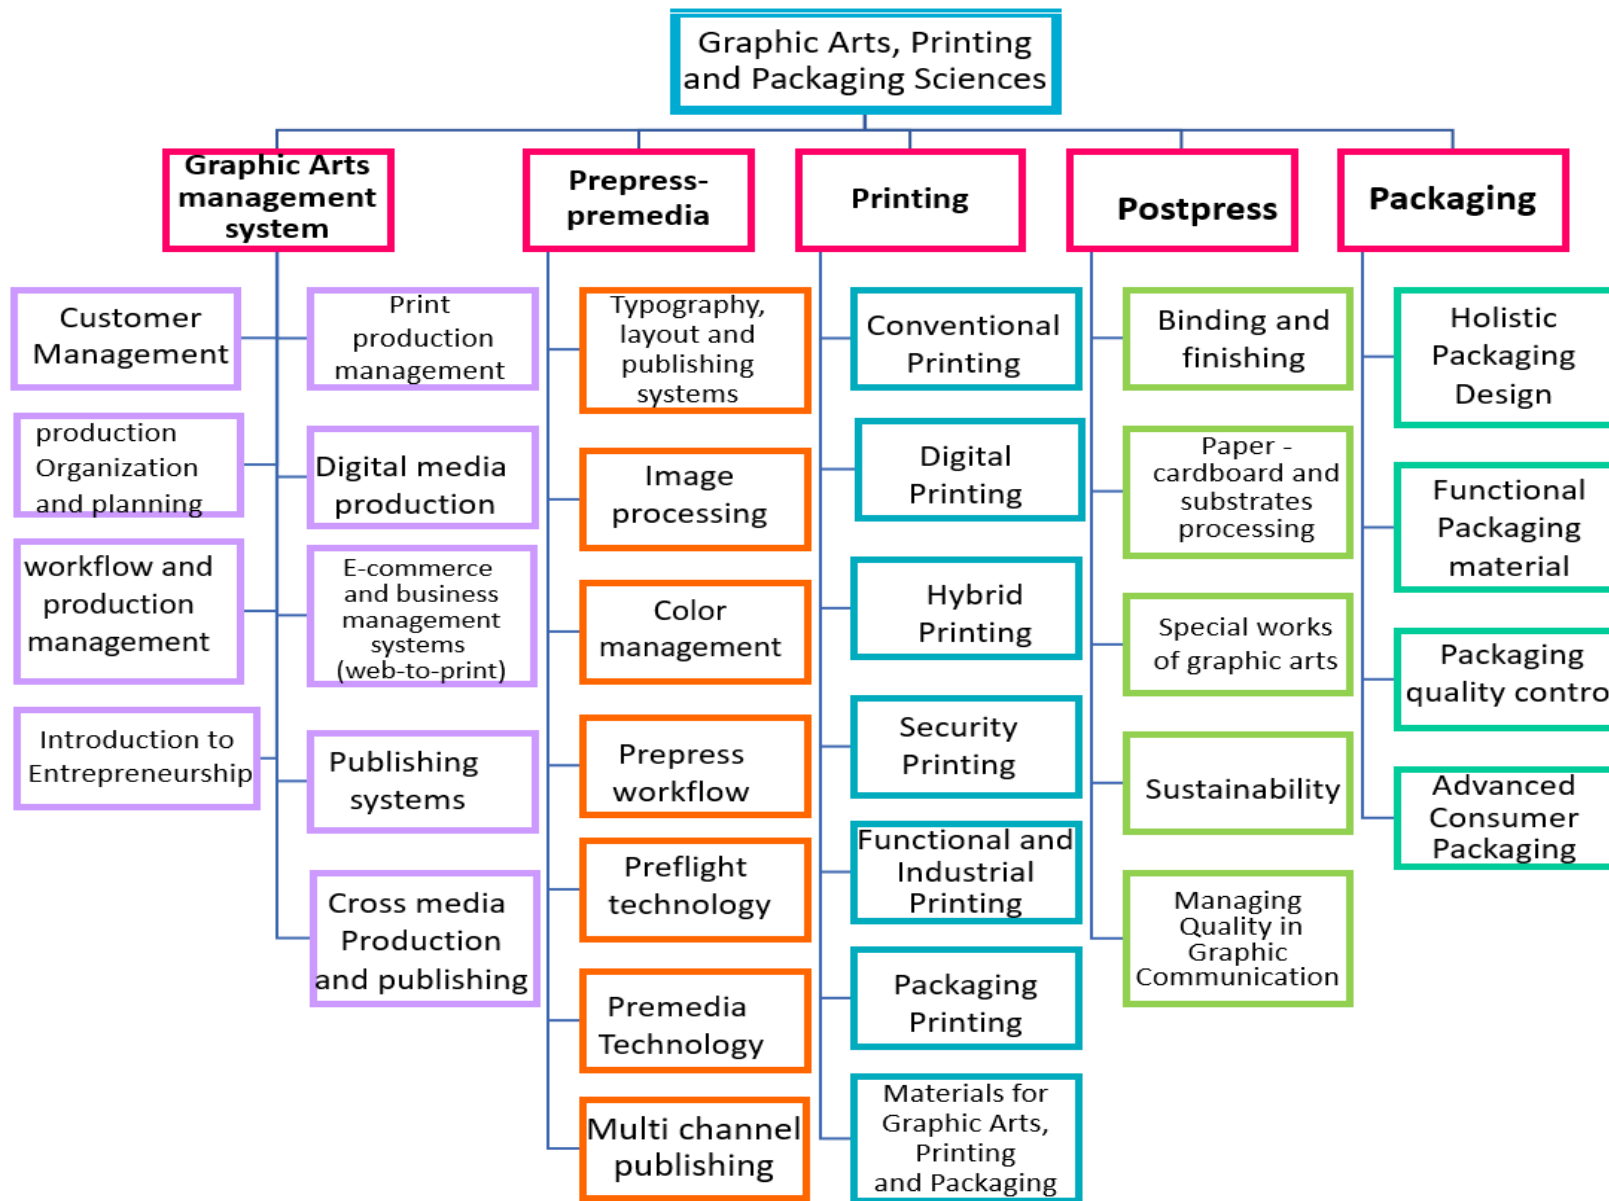 Graphic Arts, Printing
and Packaging Sciences
Graphic Arts
management
system
Prepress-
premedia
Printing
Postpress
Packaging
Customer
Management
production
Organization
and planning
workflow and
production
management
Introduction to
Entrepreneurship
Print
production
management
Digital media
production
E-commerce
and business
management
systems
(web-to-print)
Publishing
systems
Cross media
Production
and publishing
Typography,
layout and
publishing
systems
Image
processing
Color
management
Prepress
workflow
Preflight
technology
Premedia
Technology
Multi channel
publishing
Conventional
Printing
Digital
Printing
Hybrid
Printing
Security
Printing
Functional and
Industrial
Printing
Packaging
Printing
Materials for
Graphic Arts,
Printing
and Packaging
Binding and
finishing
Paper -
cardboard and
substrates
processing
Special works
of graphic arts
Sustainability
Managing
Quality in
Graphic
Communication
Holistic
Packaging
Design
Functional
Packaging
material
Packaging
quality contro
Advanced
Consumer
Packaging